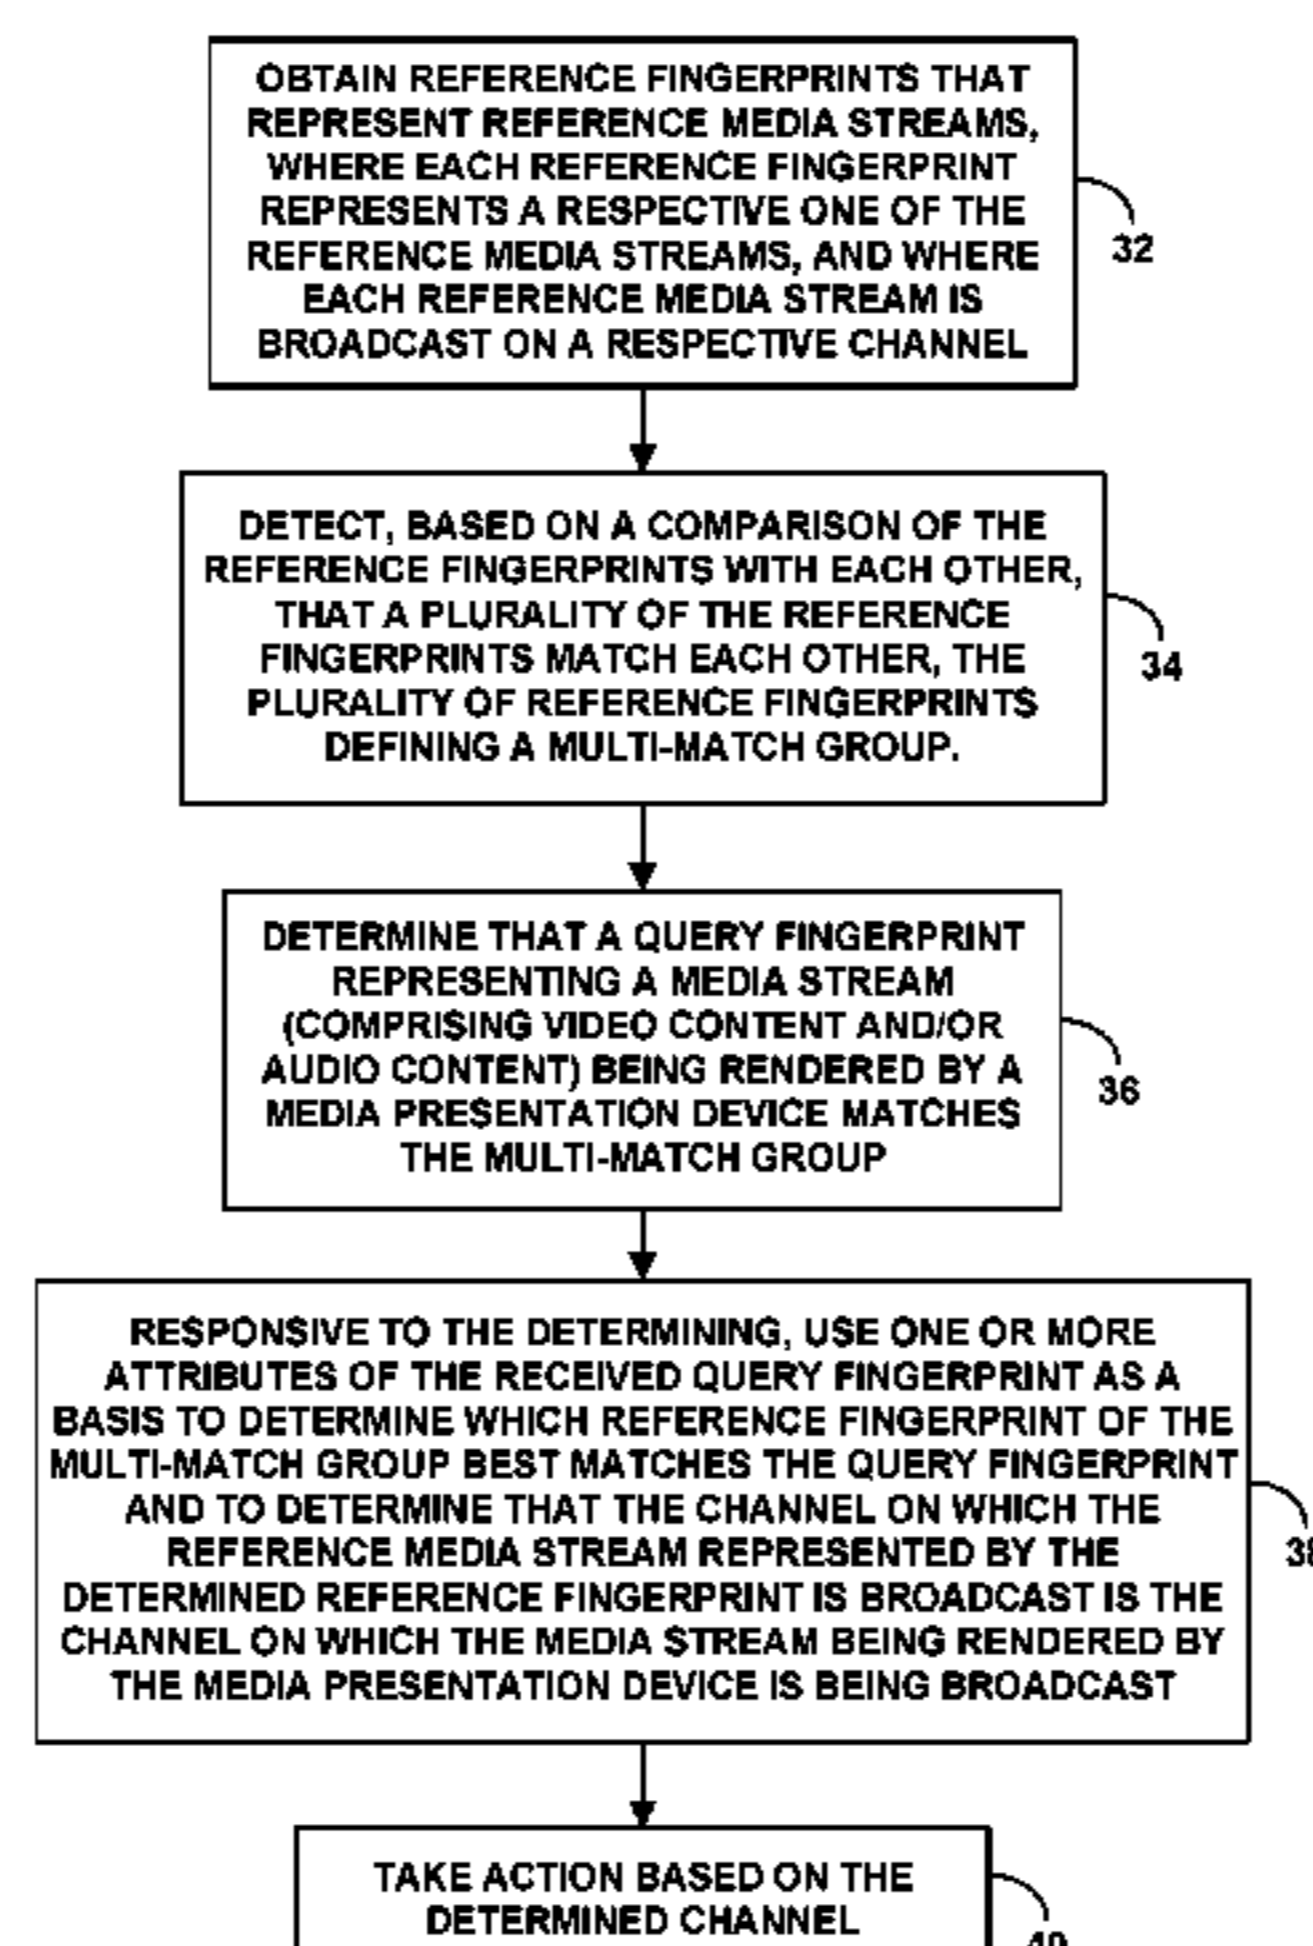 OBTAIN REFERENCE FINGERPRINTS THAT
REPRESENT REFERENCE MEDIA STREAMS,
WHERE EACH REFERENCE FINGERPRINT
REPRESENTS A RESPECTIVE ONE OF THE
REFERENCE MEDIA STREAMS, AND WHERE
EACH REFERENCE MEDIA STREAM IS
BROADCAST ON A RESPECTIVE CHANNEL
32
DETECT, BASED ON A COMPARISON OF THE
REFERENCE FINGERPRINTS WITH EACH OTHER,
THAT A PLURALITY OF THE REFERENCE
FINGERPRINTS MATCH EACH OTHER, THE
PLURALITY OF REFERENCE FINGERPRINTS
DEFINING A MULTI-MATCH GROUP.
34
DETERMINE THAT A QUERY FINGERPRINT
REPRESENTING A MEDIA STREAM
(COMPRISING VIDEO CONTENT AND/OR
AUDIO CONTENT) BEING RENDERED BY A
MEDIA PRESENTATION DEVICE MATCHES
THE MULTI-MATCH GROUP
36
RESPONSIVE TO THE DETERMINING, USE ONE OR MORE
ATTRIBUTES OF THE RECEIVED QUERY FINGERPRINT AS A
BASIS TO DETERMINE WHICH REFERENCE FINGERPRINT OF THE
MULTI-MATCH GROUP BEST MATCHES THE QUERY FINGERPRINT
AND TO DETERMINE THAT THE CHANNEL ON WHICH THE
REFERENCE MEDIA STREAM REPRESENTED BY THE
DETERMINED REFERENCE FINGERPRINT IS BROADCAST IS THE
CHANNEL ON WHICH THE MEDIA STREAM BEING RENDERED BY
THE MEDIA PRESENTATION DEVICE IS BEING BROADCAST
38
TAKE ACTION BASED ON THE
DETERMINED CHANNEL